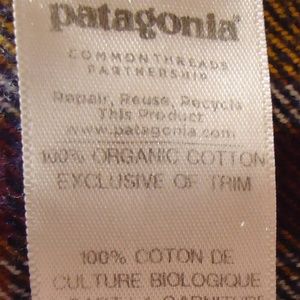 patagonia®
COMMON THREADS
PARTNERSHIP
Repair, Reuse, Recycle
This Product
www.patagonia.com
100% ORGANIC COTTON
EXCLUSIVE OF TRIM
100% COTON DE
CULTURE BIOLOGIQUE